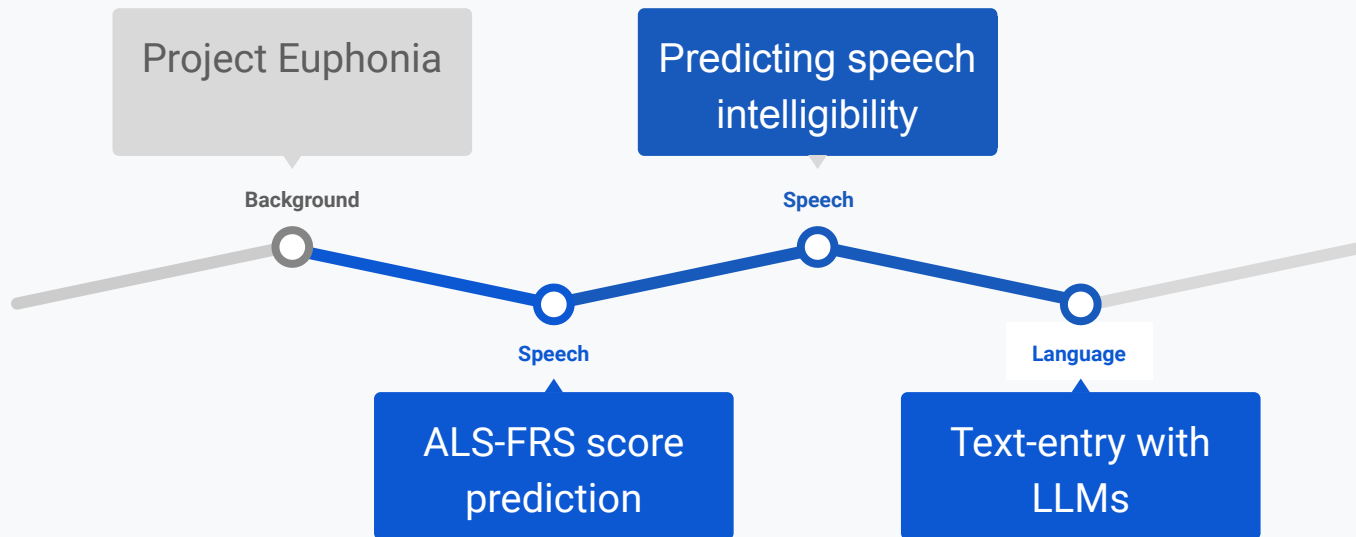 Project Euphonia
Background
Predicting speech
intelligibility
Speech
Speech
ALS-FRS score
prediction
Language
Text-entry with
LLMs